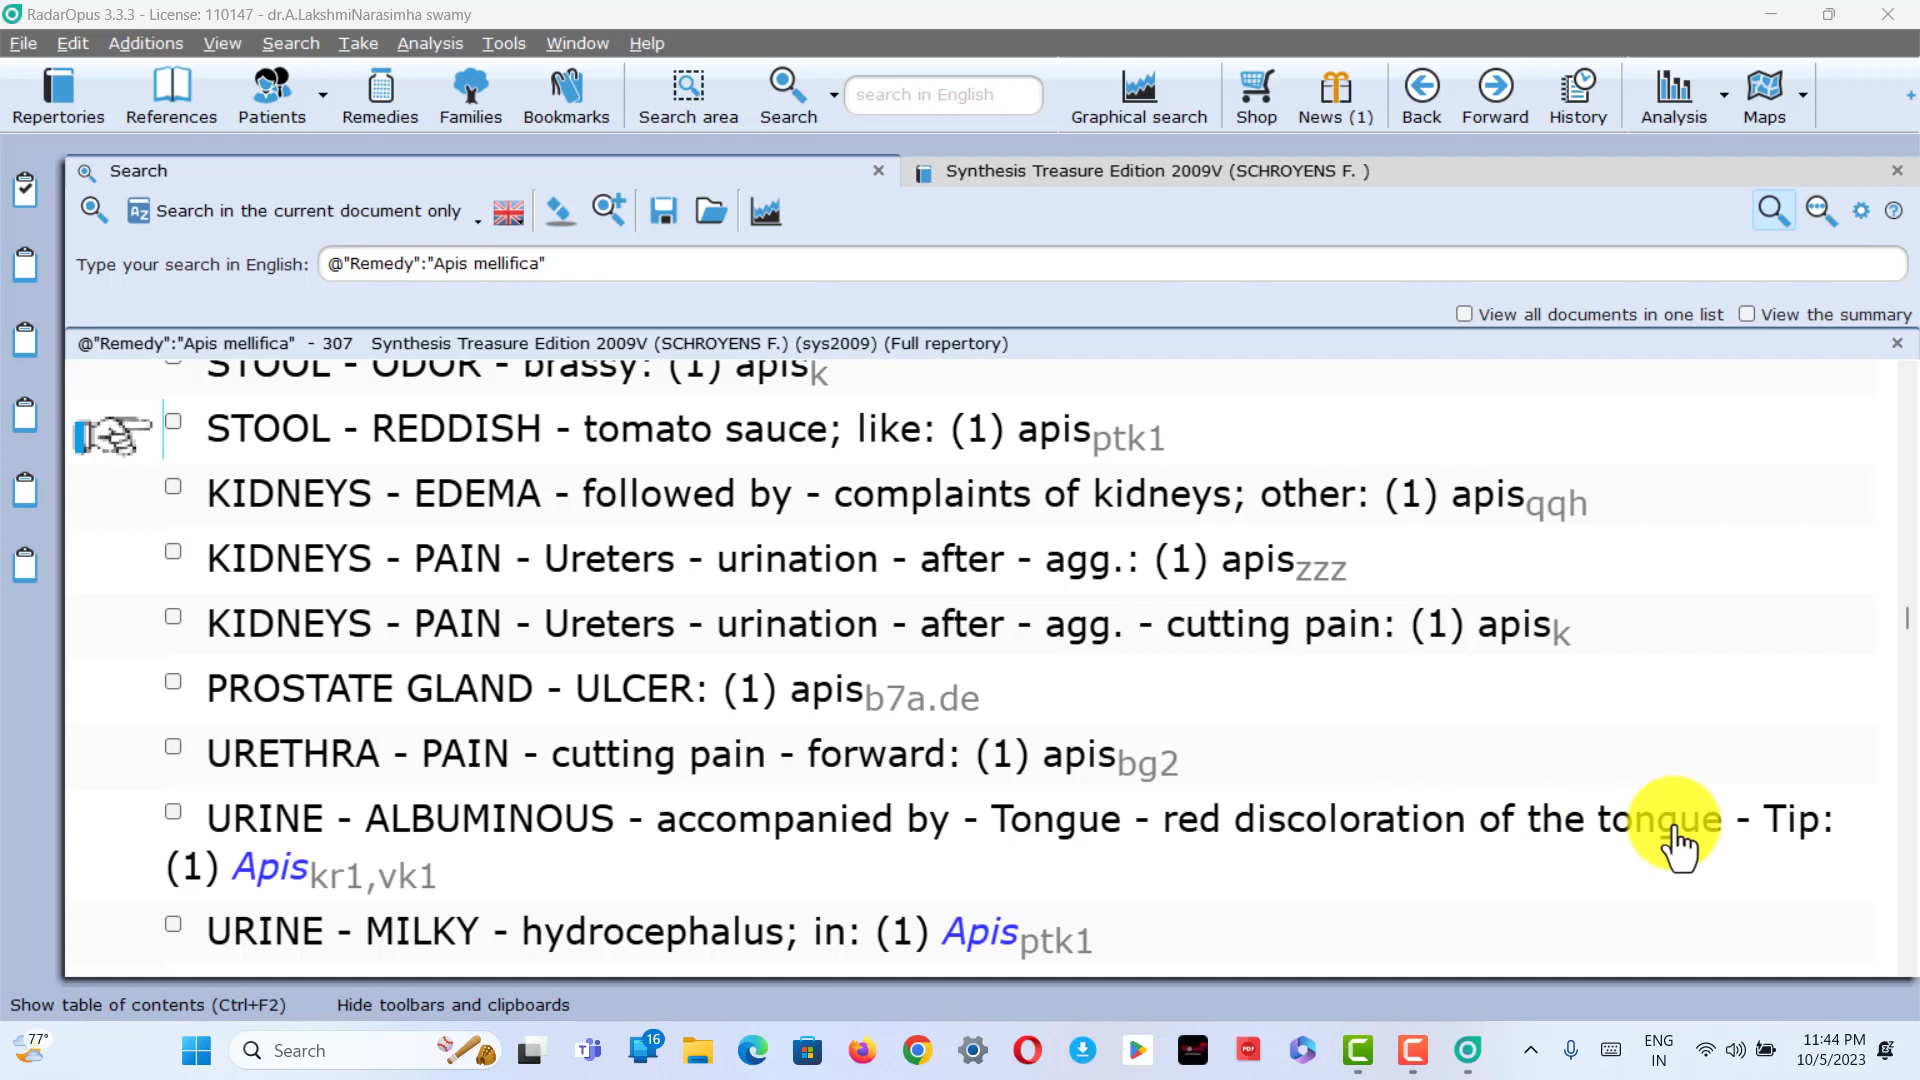 RadarOpus 3.3.3 - License: 110147 - dr.A.LakshmiNarasimha swamy
File Edit Additions View Search Take Analysis Tools Window Help
Repertories References Patients Remedies Families Bookmarks Search area Search search in English Graphical search Shop News (1) Back Forward History Analysis Maps
Search
Synthesis Treasure Edition 2009V (SCHROYENS F. )
AZ Search in the current document only
Type your search in English: @"Remedy":"Apis mellifica"
View all documents in one list View the summary
@"Remedy":"Apis mellifica" - 307 Synthesis Treasure Edition 2009V (SCHROYENS F.) (sys2009) (Full repertory)
STOOL - ODOR - brassy: (1) apisk
STOOL - REDDISH - tomato sauce; like: (1) apisptk1
KIDNEYS - EDEMA - followed by - complaints of kidneys; other: (1) apisqqh
KIDNEYS - PAIN - Ureters - urination - after - agg.: (1) apiszzz
KIDNEYS - PAIN - Ureters - urination - after - agg. - cutting pain: (1) apisk
PROSTATE GLAND - ULCER: (1) apisb7a.de
URETHRA - PAIN - cutting pain - forward: (1) apisbg2
URINE - ALBUMINOUS - accompanied by - Tongue - red discoloration of the tongue - Tip:
(1) Apiskr1,vk1
URINE - MILKY - hydrocephalus; in: (1) Apisptk1
Show table of contents (Ctrl+F2) Hide toolbars and clipboards
77°
Search
16
PDF
ENG
IN
11:44 PM
10/5/2023